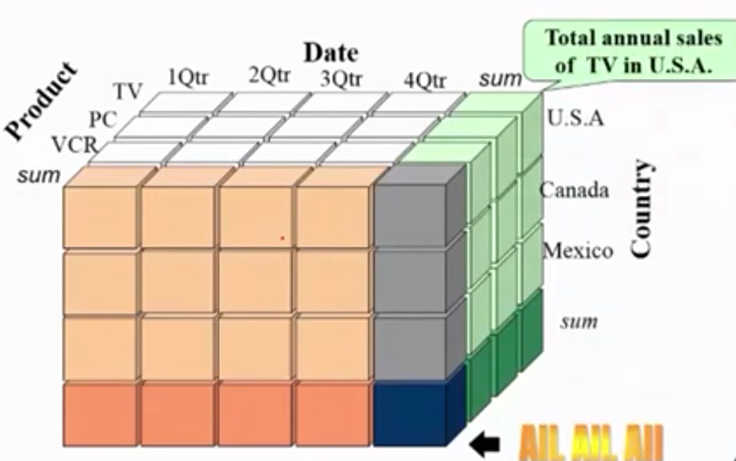 Date
Total annual sales
of TV in U.S.A.
Product
TV
1Qtr
2Qtr
3Qtr
4Qtr
sum
PC
VCR
sum
U.S.A
Canada
Mexico
sum
Country
All, All, All